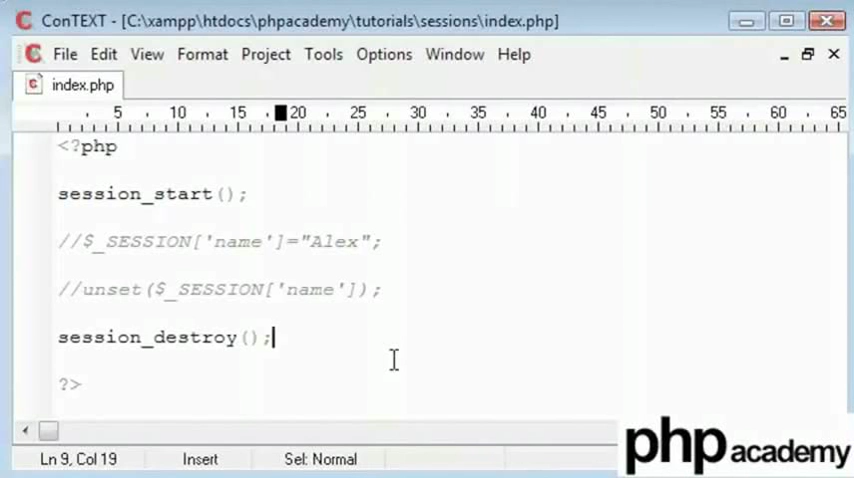 ConTEXT - [C:\xampp\htdocs\phpacademy\tutorials\sessions\index.php]
File Edit View Format Project Tools Options Window Help
index.php
5 10 15 20 25 30 35 40 45 50 55 60 65
<?php
session_start();
//$_SESSION['name']="Alex";
//unset($_SESSION['name']);
session_destroy();
?>
Ln 9, Col 19 Insert Sel: Normal
php academy